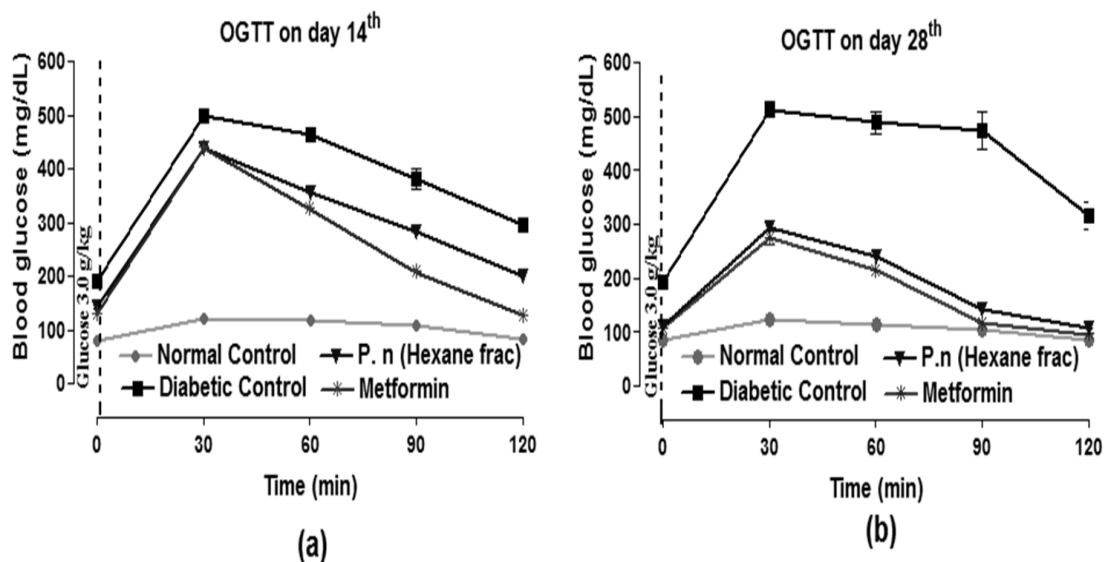 OGTT on day 14th
Blood glucose (mg/dL)
600
500
400
300
200
100
0
Glucose 3.0 g/kg
Normal Control
P. n (Hexane frac)
Diabetic Control
Metformin
0 30 60 90 120
Time (min)
(a)
OGTT on day 28th
Blood glucose (mg/dL)
600
500
400
300
200
100
0
Glucose 3.0 g/kg
Normal Control
P.n (Hexane frac)
Diabetic Control
Metformin
0 30 60 90 120
Time (min)
(b)